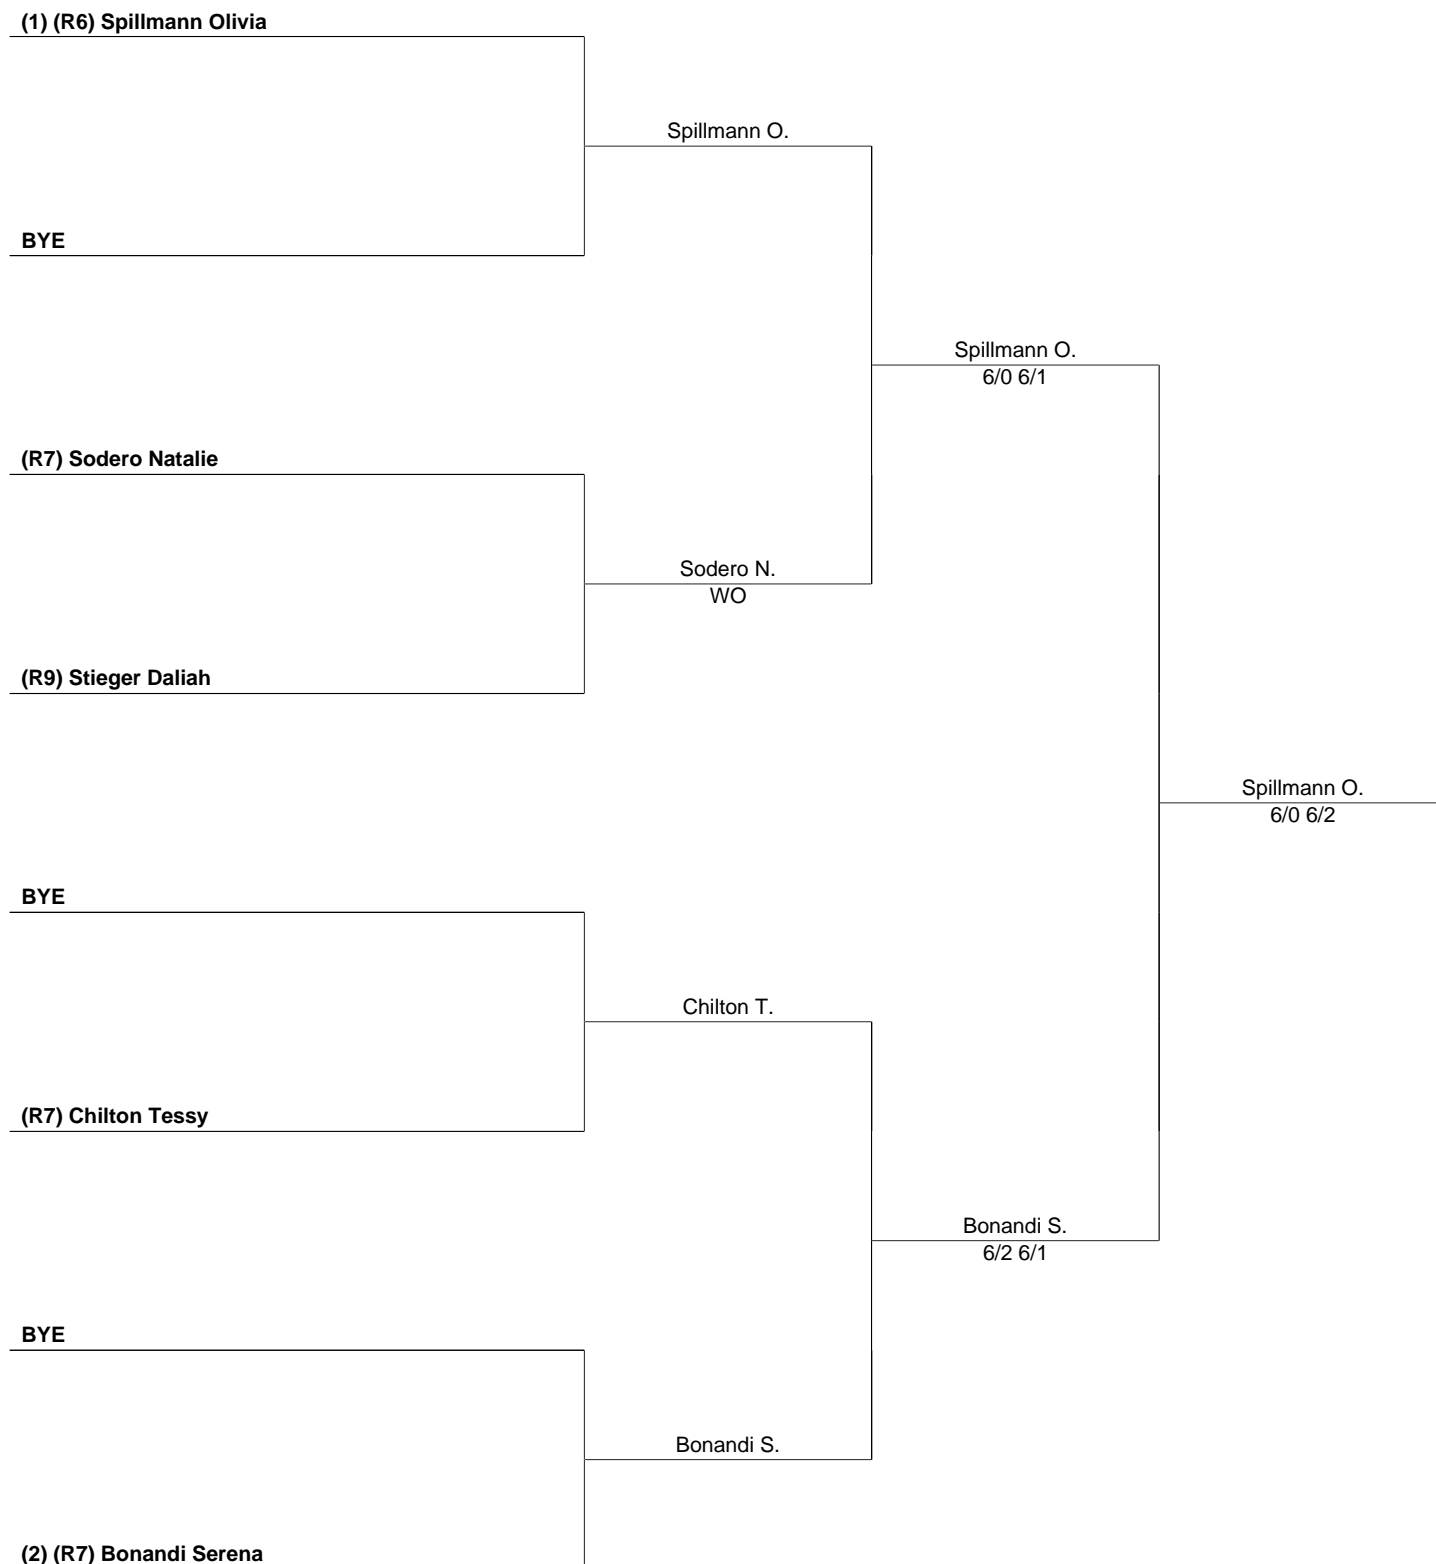 (1) (R6) Spillmann Olivia
Spillmann O.
BYE
Spillmann O.
6/0 6/1
(R7) Sodero Natalie
Sodero N.
WO
(R9) Stieger Daliah
Spillmann O.
6/0 6/2
BYE
Chilton T.
(R7) Chilton Tessy
Bonandi S.
6/2 6/1
BYE
Bonandi S.
(2) (R7) Bonandi Serena